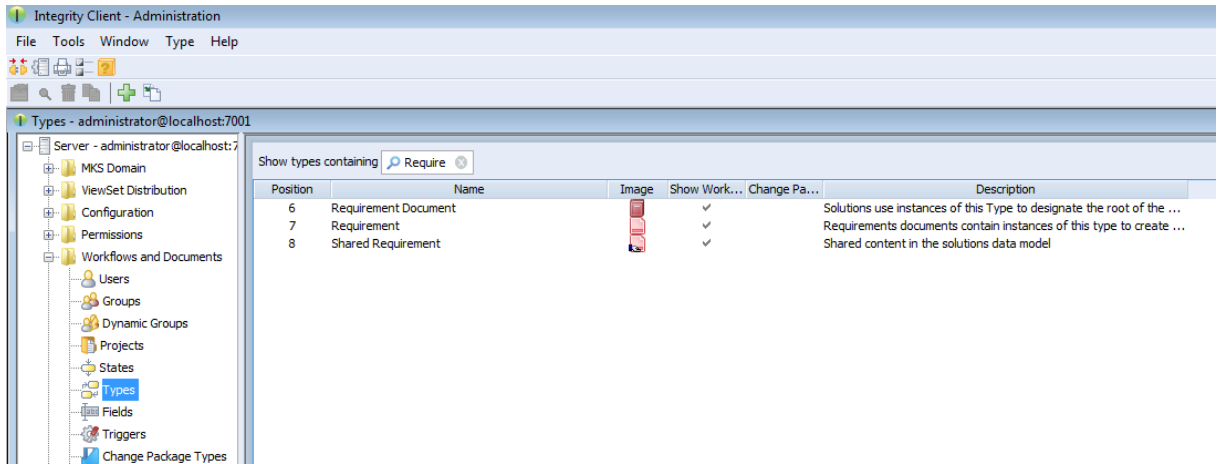 Integrity Client - Administration
File Tools Window Type Help
Types - administrator@localhost:7001
Server - administrator@localhost:7
MKS Domain
ViewSet Distribution
Configuration
Permissions
Workflows and Documents
Users
Groups
Dynamic Groups
Projects
States
Types
Fields
Triggers
Change Package Types
Show types containing Require
Position Name Image Show Work... Change Pa... Description
6 Requirement Document Solutions use instances of this Type to designate the root of the ...
7 Requirement Requirements documents contain instances of this type to create ...
8 Shared Requirement Shared content in the solutions data model